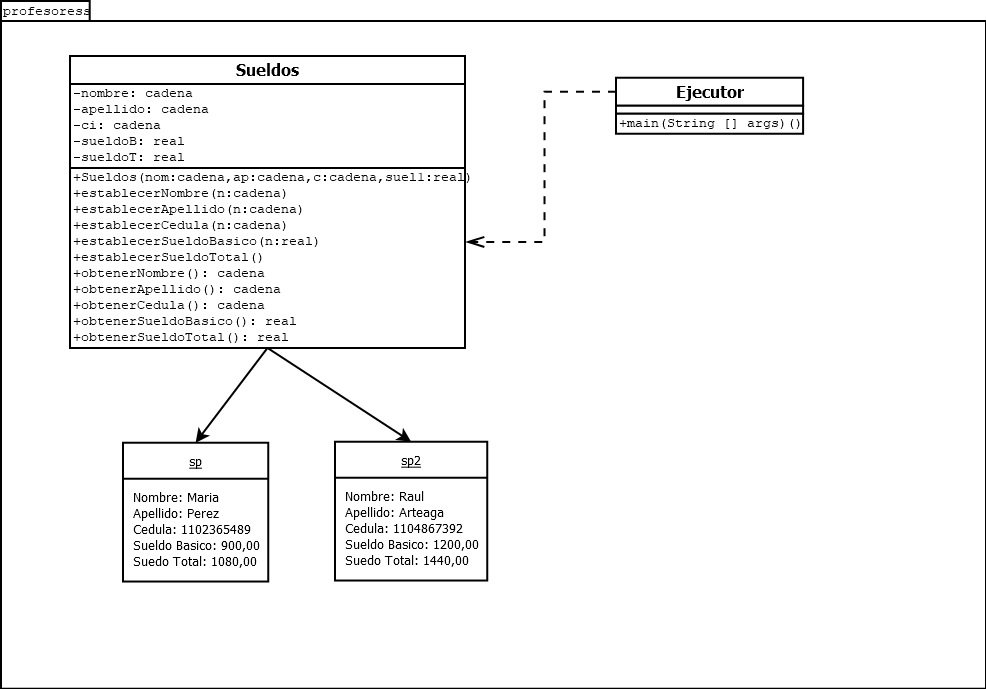 profesoress
Sueldos
-nombre: cadena
-apellido: cadena
-ci: cadena
-sueldoB: real
-sueldoT: real
+Sueldos(nom:cadena,ap:cadena,c:cadena,suell:real)
+establecerNombre(n:cadena)
+establecerApellido(n:cadena)
+establecerCedula(n:cadena)
+establecerSueldoBasico(n:real)
+establecerSueldoTotal()
+obtenerNombre(): cadena
+obtenerApellido(): cadena
+obtenerCedula(): cadena
+obtenerSueldoBasico(): real
+obtenerSueldoTotal(): real
Ejecutor
+main(String [] args)()
sp
Nombre: Maria
Apellido: Perez
Cedula: 1102365489
Sueldo Basico: 900,00
Suedo Total: 1080,00
sp2
Nombre: Raul
Apellido: Arteaga
Cedula: 1104867392
Sueldo Basico: 1200,00
Suedo Total: 1440,00